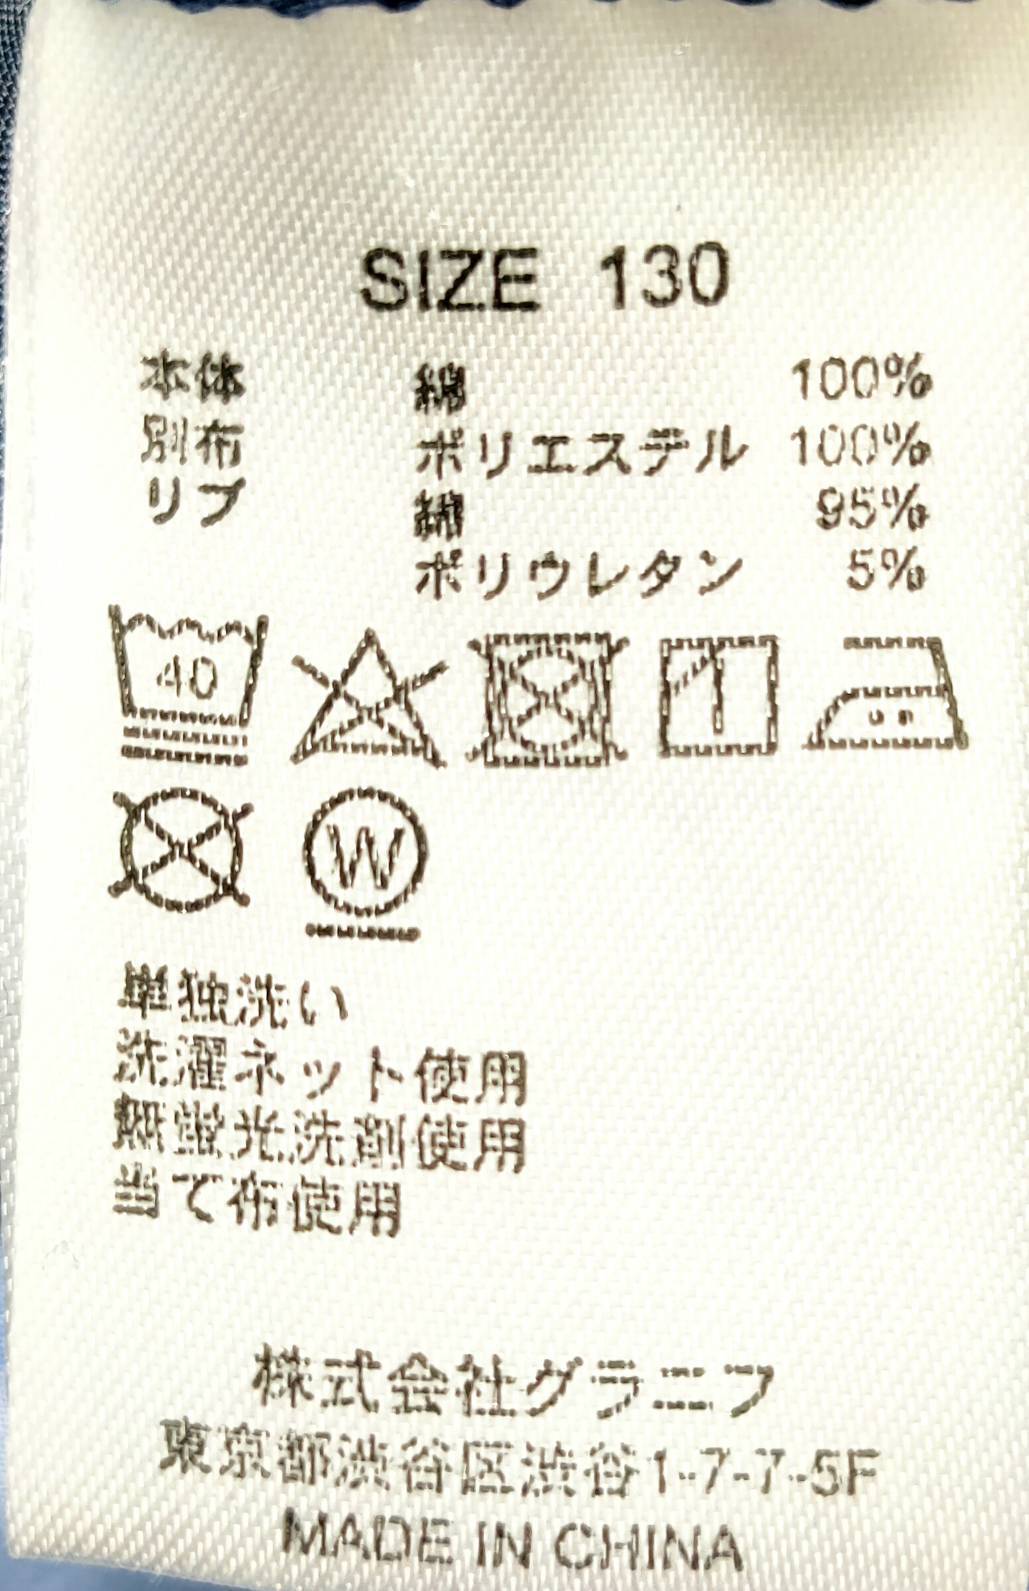 SIZE 130
本体 綿 100%
別布 ポリエステル 100%
リブ 綿 95%
ポリウレタン 5%
40
W
単独洗い
洗濯ネット使用
無蛍光洗剤使用
当て布使用
株式会社グラニフ
東京都渋谷区渋谷1-7-7-5F
MADE IN CHINA